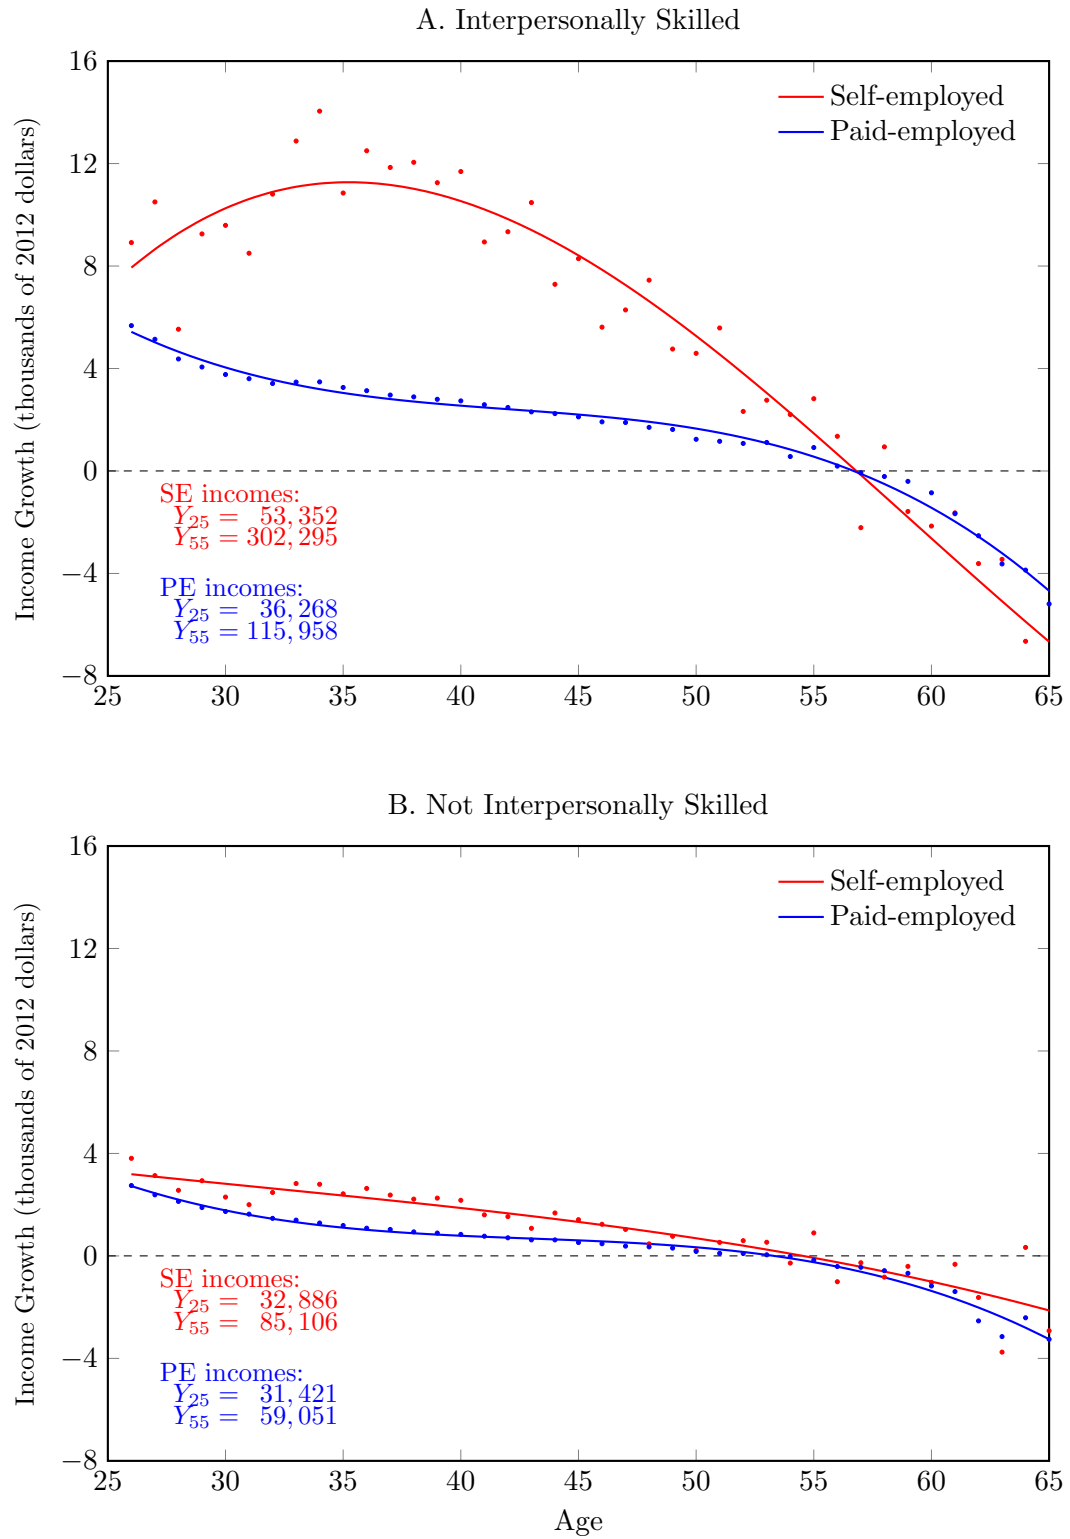 A. Interpersonally Skilled
Income Growth (thousands of 2012 dollars)
16
12
8
4
0
−4
−8
Self-employed
Paid-employed
SE incomes:
Y25 = 53,352
Y55 = 302,295
PE incomes:
Y25 = 36,268
Y55 = 115,958
25 30 35 40 45 50 55 60 65
B. Not Interpersonally Skilled
Income Growth (thousands of 2012 dollars)
16
12
8
4
0
−4
−8
Self-employed
Paid-employed
SE incomes:
Y25 = 32,886
Y55 = 85,106
PE incomes:
Y25 = 31,421
Y55 = 59,051
25 30 35 40 45 50 55 60 65
Age